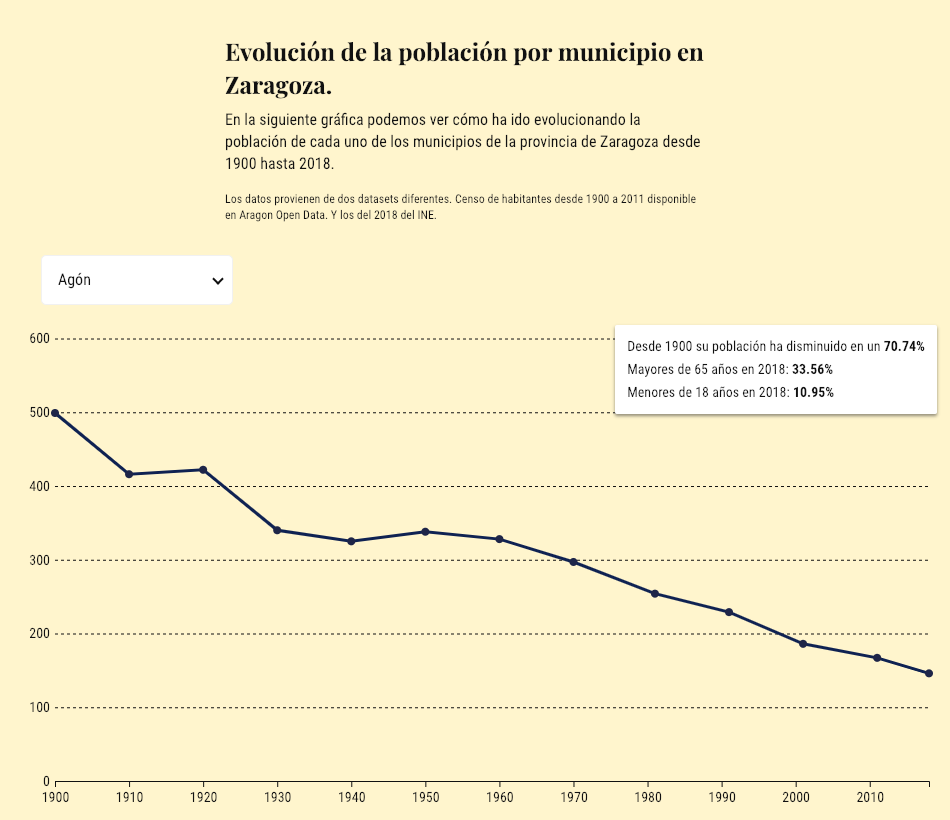 Evolución de la población por municipio en
Zaragoza.
En la siguiente gráfica podemos ver cómo ha ido evolucionando la
población de cada uno de los municipios de la provincia de Zaragoza desde
1900 hasta 2018.
Los datos provienen de dos datasets diferentes. Censo de habitantes desde 1900 a 2011 disponible
en Aragon Open Data. Y los del 2018 del INE.
Agón
Desde 1900 su población ha disminuido en un 70.74%
Mayores de 65 años en 2018: 33.56%
Menores de 18 años en 2018: 10.95%
600
500
400
300
200
100
0
1900 1910 1920 1930 1940 1950 1960 1970 1980 1990 2000 2010